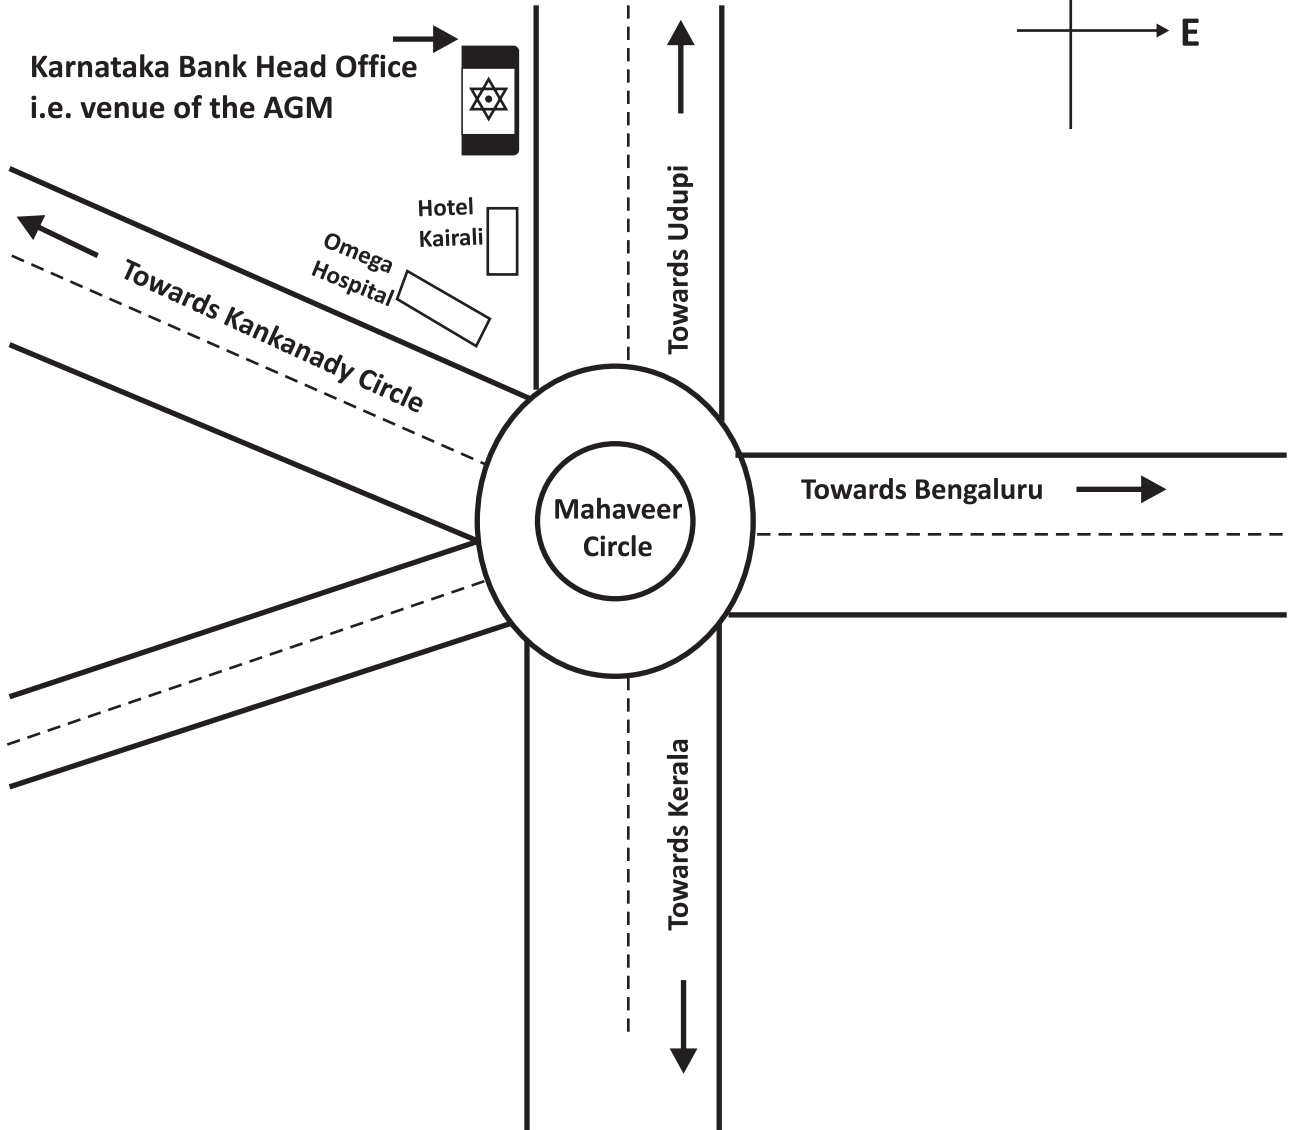 E
Karnataka Bank Head Office
i.e. venue of the AGM
Hotel
Kairali
Omega
Hospital
Towards Udupi
Towards Kankanady Circle
Towards Bengaluru
Mahaveer
Circle
Towards Kerala